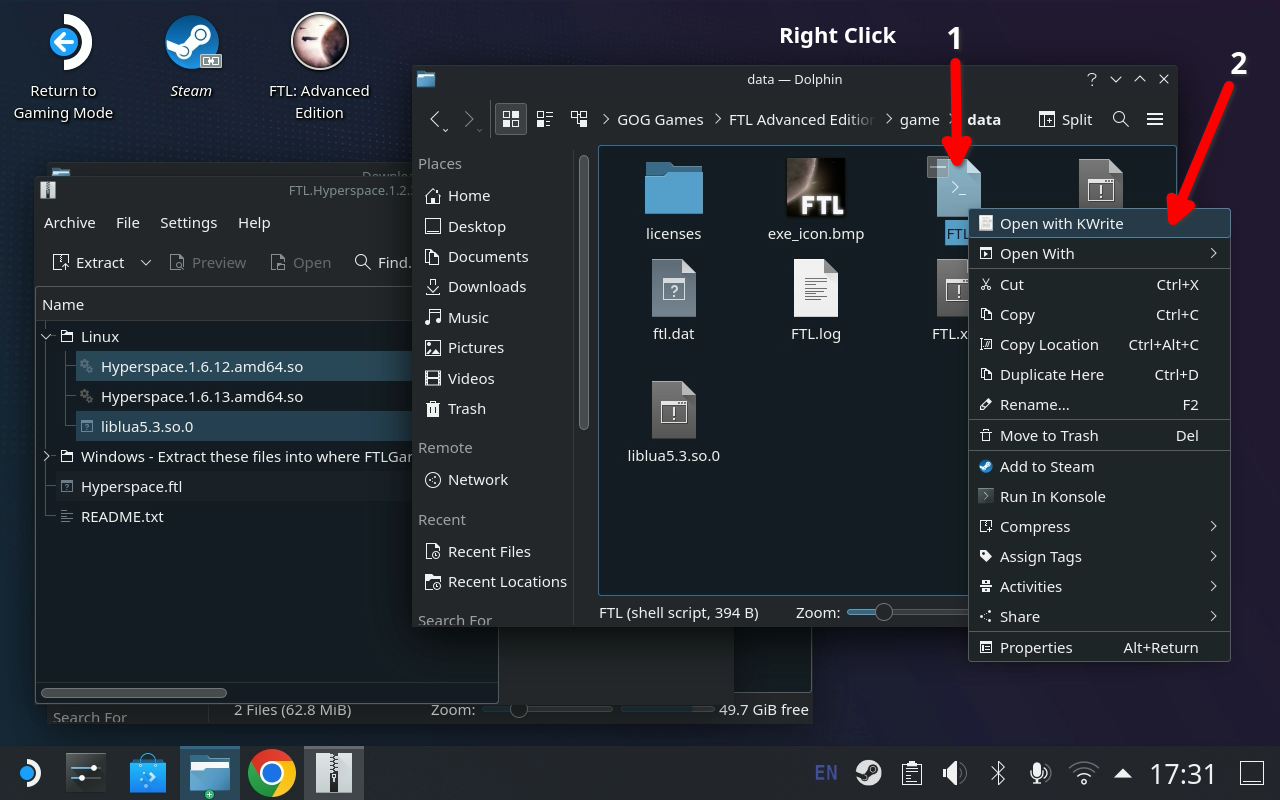 Right Click
1
2
Return to
Gaming Mode
Steam
FTL: Advanced
Edition
data — Dolphin
GOG Games
FTL Advanced Edition
game
data
Split
Places
Home
Desktop
Documents
Downloads
Music
Pictures
Videos
Trash
Remote
Network
Recent
Recent Files
Recent Locations
Search For
licenses
exe_icon.bmp
FTL
FTL
ftl.dat
FTL.log
FTL.x
liblua5.3.so.0
FTL (shell script, 394 B)
Zoom:
Open with KWrite
Open With
Cut Ctrl+X
Copy Ctrl+C
Copy Location Ctrl+Alt+C
Duplicate Here Ctrl+D
Rename... F2
Move to Trash Del
Add to Steam
Run In Konsole
Compress
Assign Tags
Activities
Share
Properties Alt+Return
FTL.Hyperspace.1.2.
Archive File Settings Help
Extract Preview Open Find.
Name
Linux
Hyperspace.1.6.12.amd64.so
Hyperspace.1.6.13.amd64.so
liblua5.3.so.0
Windows - Extract these files into where FTLGar
Hyperspace.ftl
README.txt
Search For
2 Files (62.8 MiB)
Zoom:
49.7 GiB free
EN
17:31